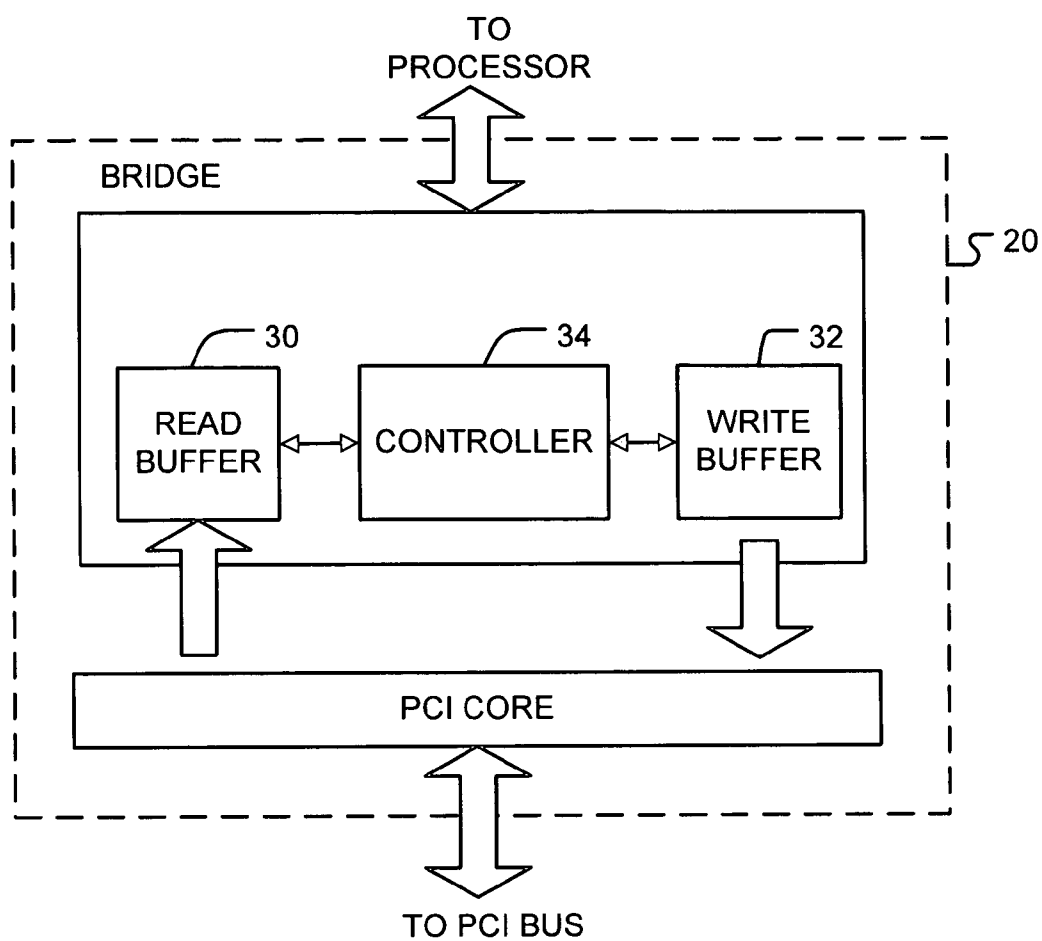 TO
PROCESSOR
BRIDGE
20
30
34
32
READ
BUFFER
CONTROLLER
WRITE
BUFFER
PCI CORE
TO PCI BUS